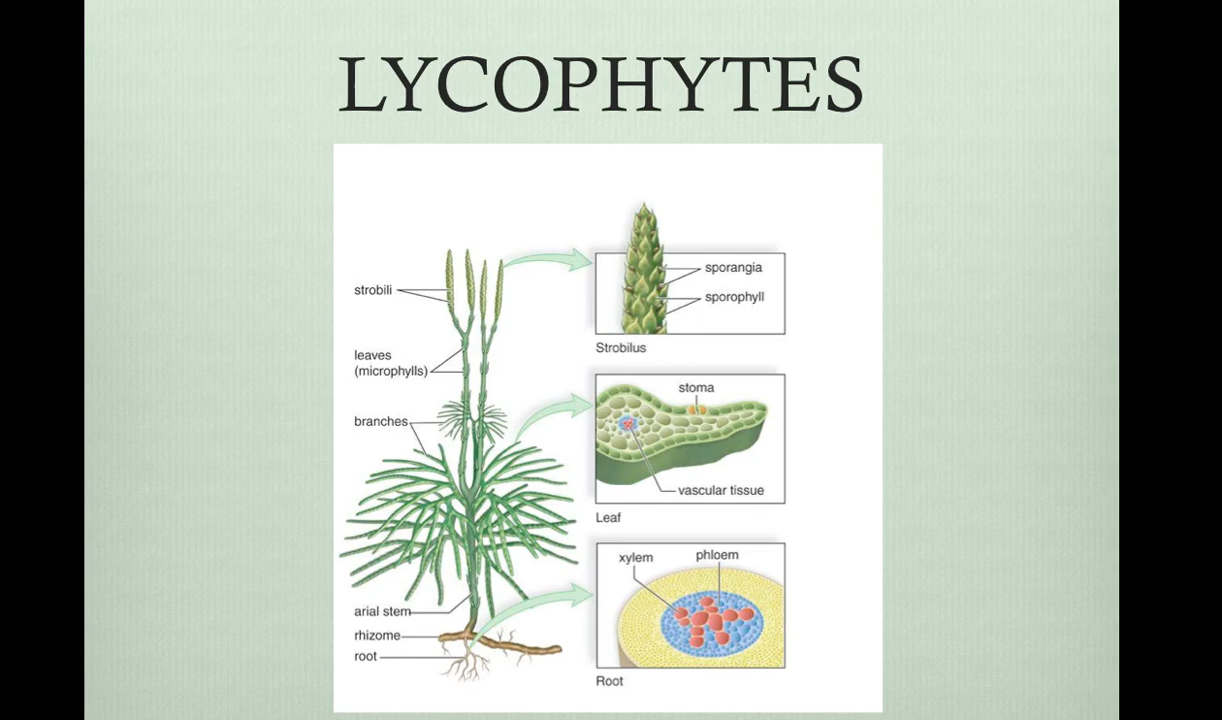 LYCOPHYTES
strobili
leaves
(microphylls)
branches
arial stem
rhizome
root
sporangia
sporophyll
Strobilus
stoma
vascular tissue
Leaf
xylem
phloem
Root